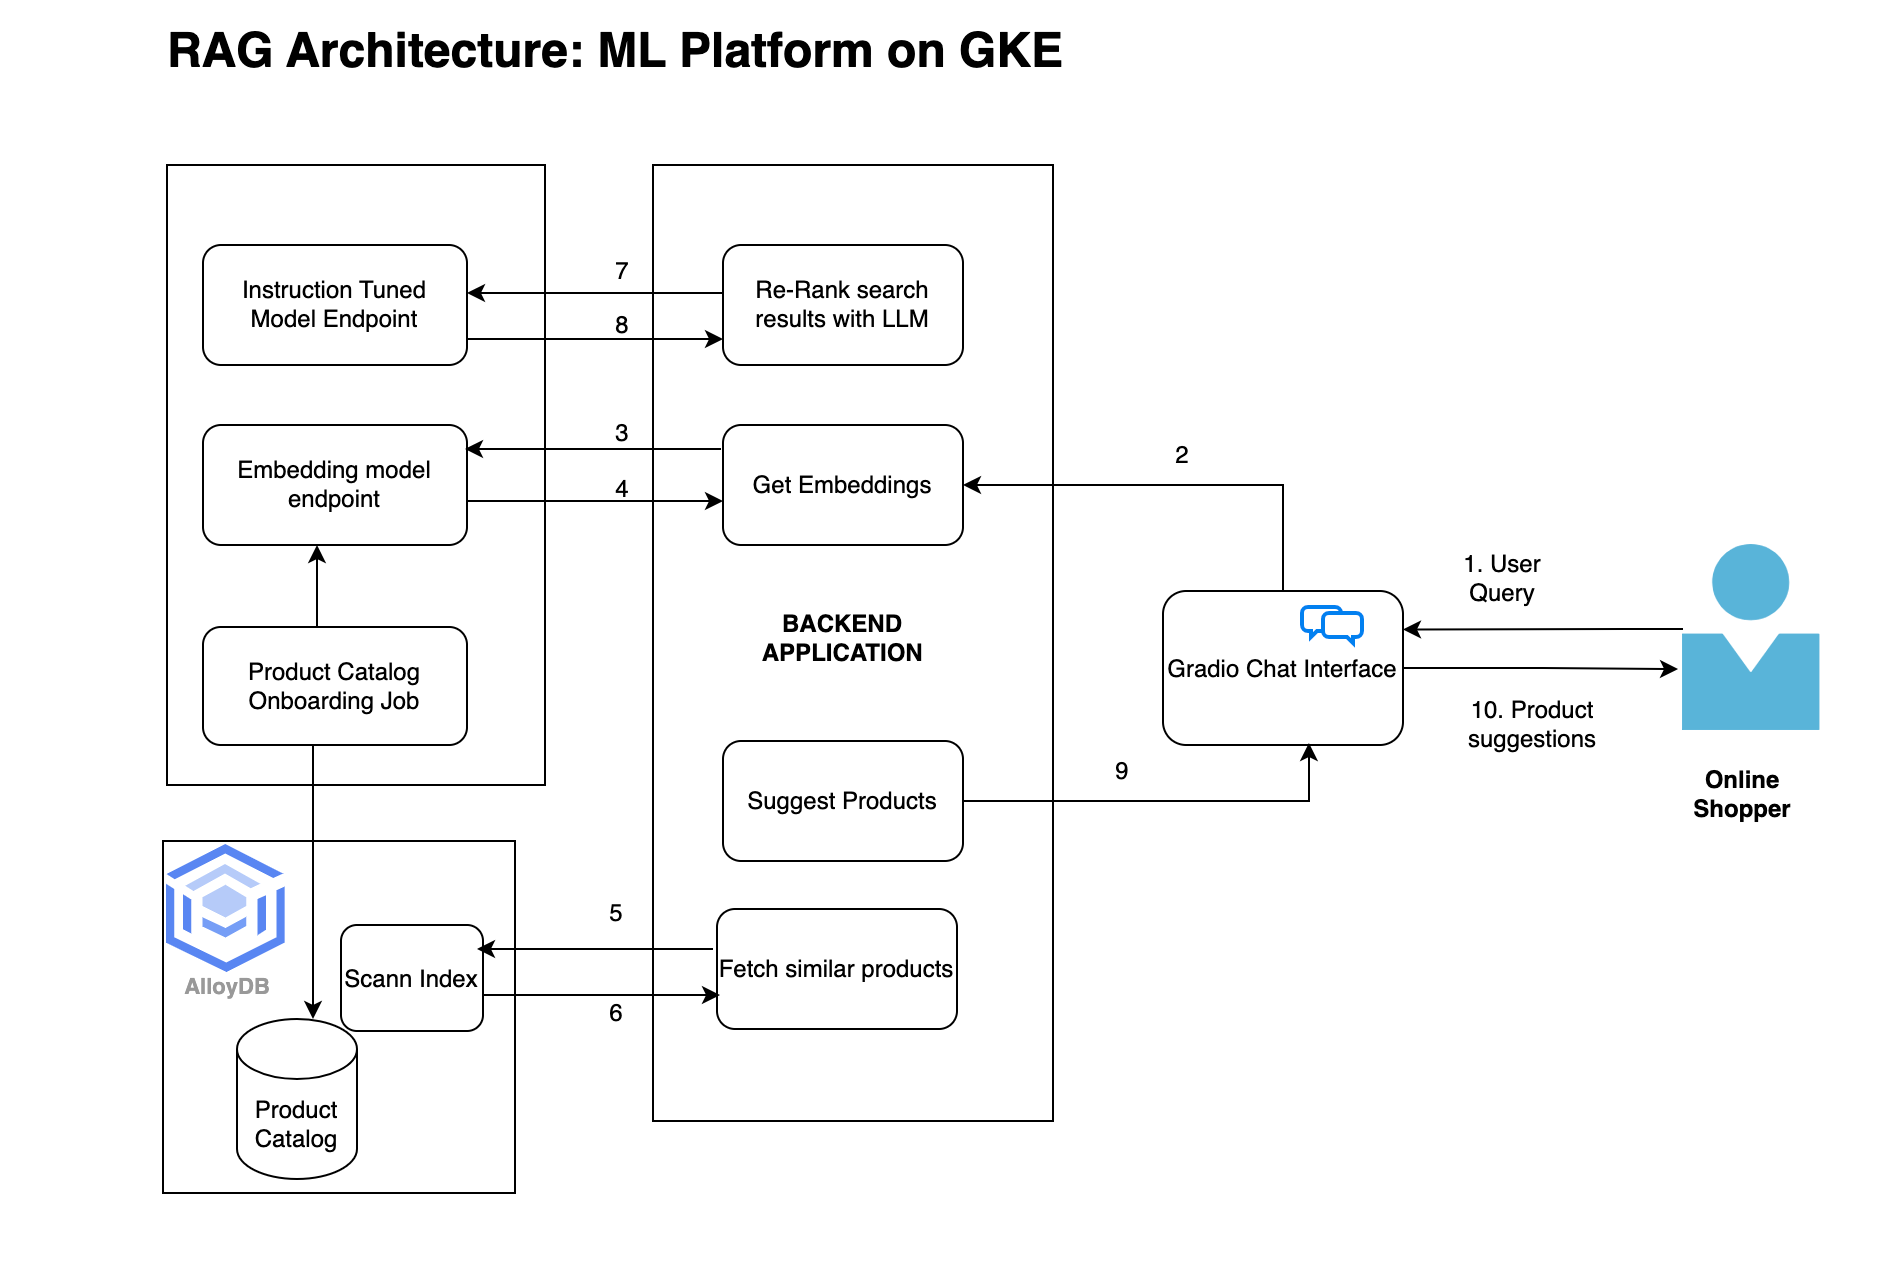 RAG Architecture: ML Platform on GKE
Instruction Tuned
Model Endpoint
7
8
Re-Rank search
results with LLM
Embedding model
endpoint
3
4
Get Embeddings
2
Product Catalog
Onboarding Job
BACKEND
APPLICATION
Gradio Chat Interface
1. User
Query
10. Product
suggestions
Online
Shopper
Suggest Products
9
AlloyDB
Scann Index
5
6
Fetch similar products
Product
Catalog